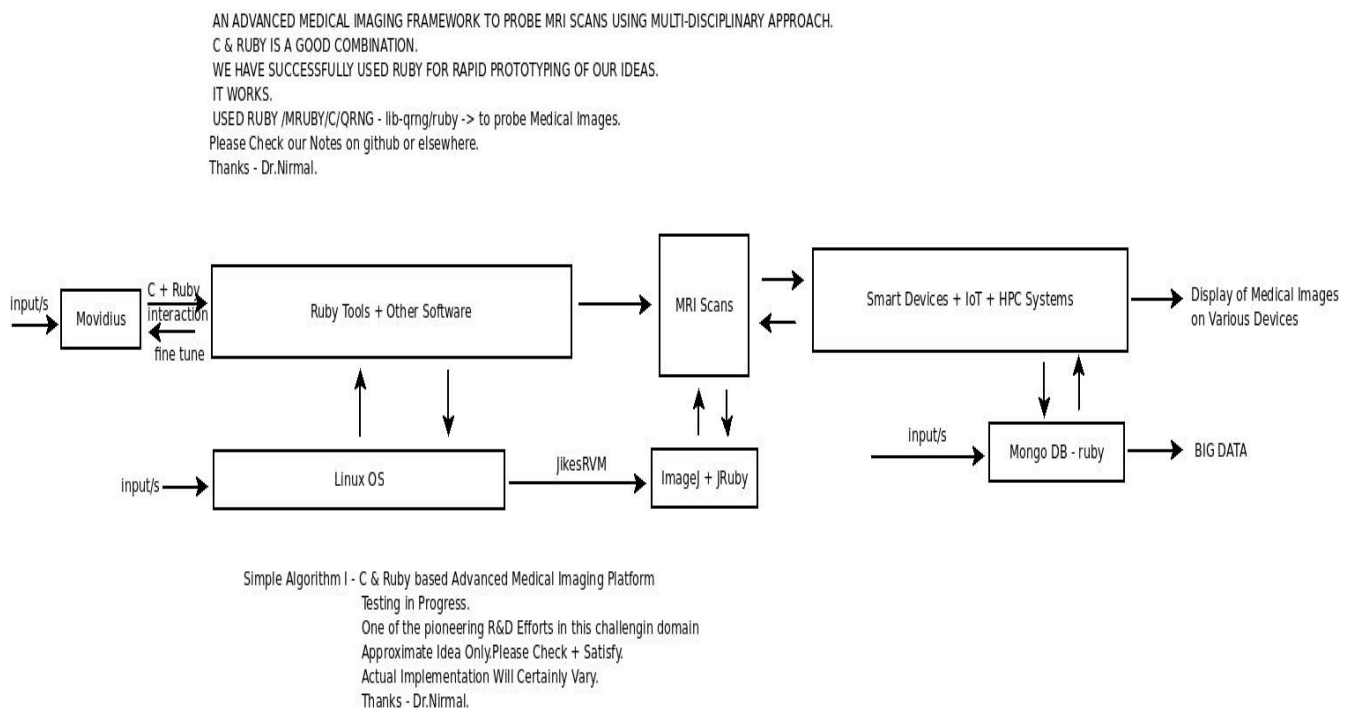 AN ADVANCED MEDICAL IMAGING FRAMEWORK TO PROBE MRI SCANS USING MULTI-DISCIPLINARY APPROACH.
C & RUBY IS A GOOD COMBINATION.
WE HAVE SUCCESSFULLY USED RUBY FOR RAPID PROTOTYPING OF OUR IDEAS.
IT WORKS.
USED RUBY /MRUBY/C/QRNG - lib-qrng/ruby -> to probe Medical Images.
Please Check our Notes on github or elsewhere.
Thanks - Dr.Nirmal.
input/s
Movidius
C + Ruby
interaction
fine tune
Ruby Tools + Other Software
MRI Scans
Smart Devices + IoT + HPC Systems
Display of Medical Images
on Various Devices
input/s
Linux OS
JikesRVM
ImageJ + JRuby
input/s
Mongo DB - ruby
BIG DATA
Simple Algorithm I - C & Ruby based Advanced Medical Imaging Platform
Testing in Progress.
One of the pioneering R&D Efforts in this challengin domain
Approximate Idea Only.Please Check + Satisfy.
Actual Implementation Will Certainly Vary.
Thanks - Dr.Nirmal.